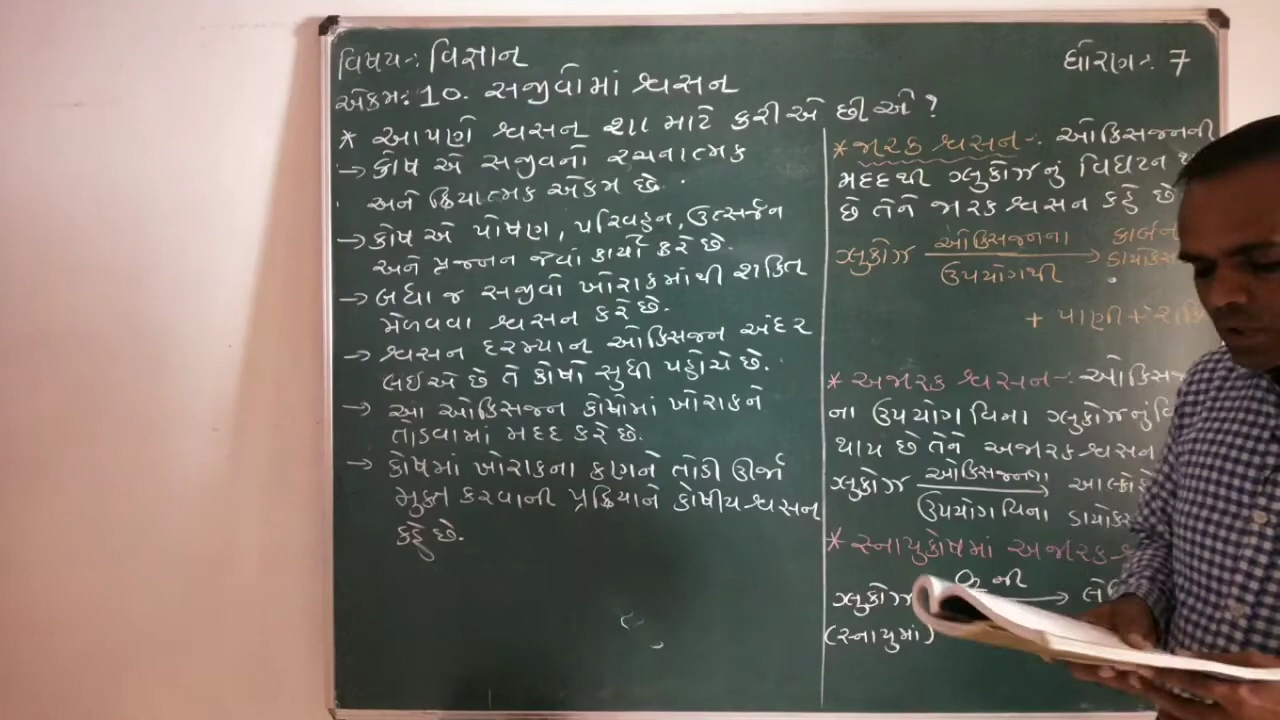 વિષય:- વિજ્ઞાન
ધોરણ:- 7
એકમ: 10. સજીવોમાં શ્વસન
* આપણે શ્વસન શા માટે કરીએ છીએ ?
→ કોષ એ સજીવનો રચનાત્મક
અને ક્રિયાત્મક એકમ છે.
→ કોષ એ પોષણ, પરિવહન, ઉત્સર્જન
અને પ્રજનન જેવાં કાર્યો કરે છે.
→ બધા જ સજીવો ખોરાકમાંથી શક્તિ
મેળવવા શ્વસન કરે છે.
→ શ્વસન દરમ્યાન ઓક્સિજન અંદર
લઈએ છે તે કોષો સુધી પહોચે છે.
→ આ ઓક્સિજન કોષોમાં ખોરાકને
તોડવામાં મદદ કરે છે.
→ કોષમાં ખોરાકના કણને તોડી ઊર્જા
મુક્ત કરવાની પ્રક્રિયાને કોષીય શ્વસન
કહે છે.
* જારક શ્વસન:- ઓક્સિજનની
મદદથી ગ્લુકોઝનું વિઘટન
છે તેને જારક શ્વસન કહે છે
ગ્લુકોઝ ઓક્સિજનના → કાર્બન
ઉપયોગથી ડાયોક્સ
+ પાણી + શક્તિ
* અજારક શ્વસન:- ઓક્સિજ
ના ઉપયોગ વિના ગ્લુકોઝનું વિ
થાય છે તેને અજારક શ્વસન
ગ્લુકોઝ ઓક્સિજનના → આલ્કોહો
ઉપયોગ વિના ડાયોક્સ
* સ્નાયુકોષમાં અજારક શ્વ
ગ્લુકોઝ O₂ ની → લે
(સ્નાયુમાં)